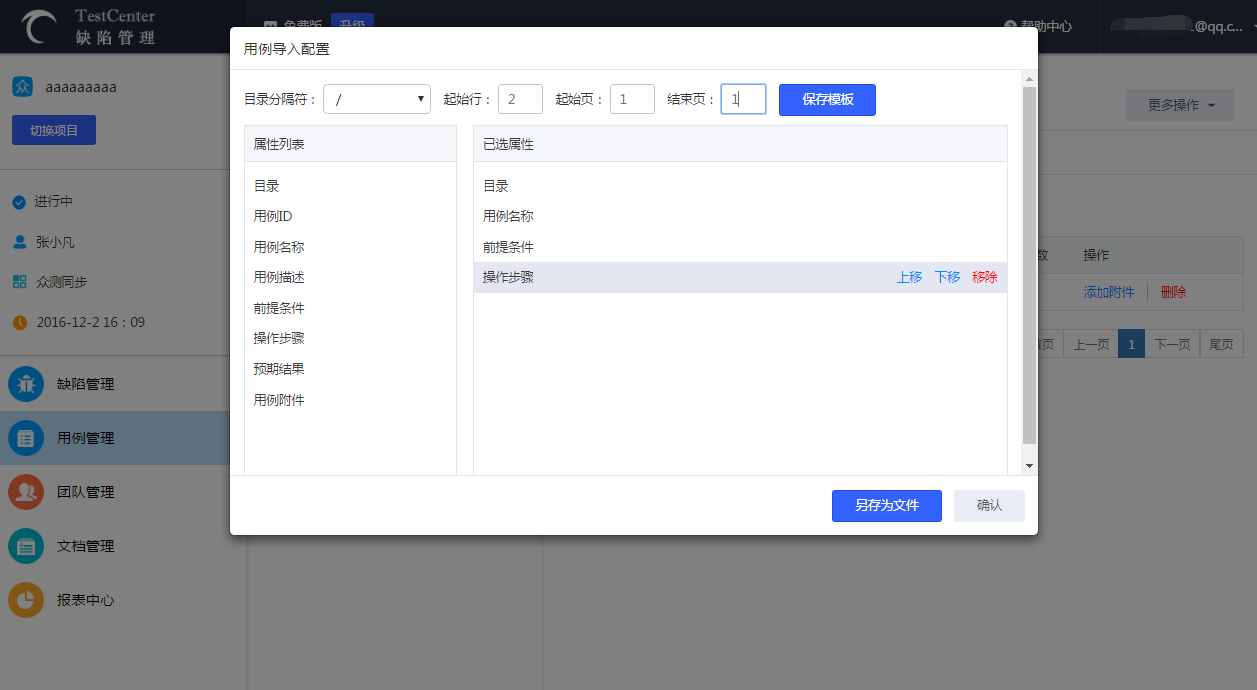 TestCenter
缺陷管理
免费版 升级
帮助中心
@qq.c...
aaaaaaaaa
切换项目
更多操作
进行中
张小凡
众测同步
2016-12-2 16：09
缺陷管理
用例管理
团队管理
文档管理
报表中心
用例导入配置
目录分隔符： / 起始行： 2 起始页： 1 结束页： 1 保存模板
属性列表
目录
用例ID
用例名称
用例描述
前提条件
操作步骤
预期结果
用例附件
已选属性
目录
用例名称
前提条件
操作步骤 上移 下移 移除
另存为文件 确认
数 操作
添加附件 删除
页 上一页 1 下一页 尾页